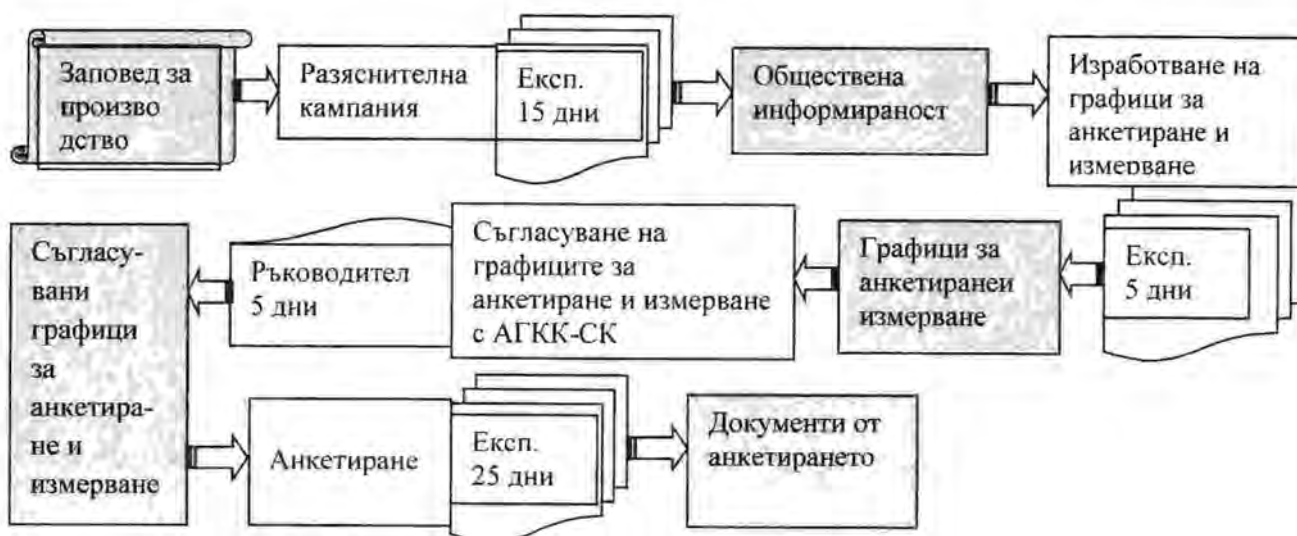 Заповед за
произво
дство
Разяснителна
кампания
Експ.
15 дни
Обществена
информираност
Изработване на
графици за
анкетиране и
измерване
Експ.
5 дни
Графици за
анкетиранеи
измерване
Съгласуване на
графиците за
анкетиране и измерване
с АГКК-СК
Ръководител
5 дни
Съгласу-
вани
графици
за
анкетира-
не и
измерване
Анкетиране
Експ.
25 дни
Документи от
анкетирането